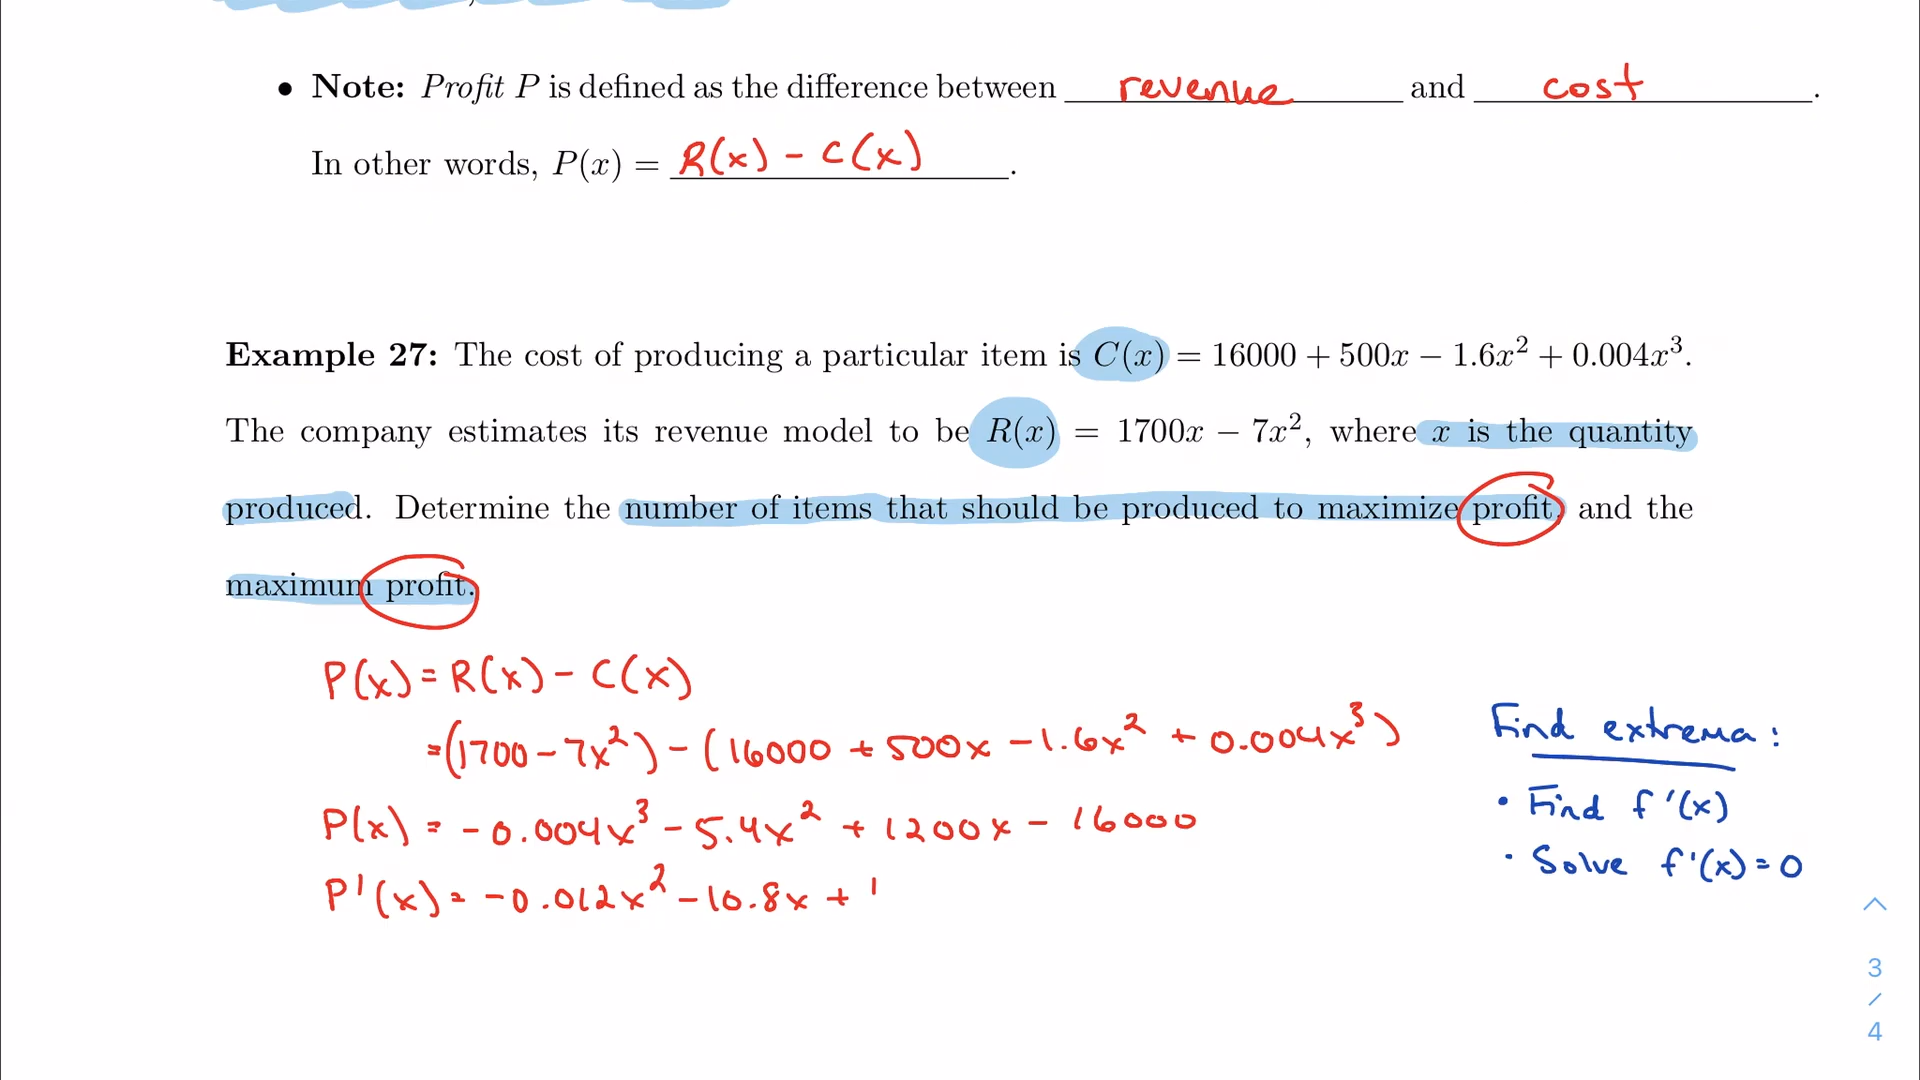 • Note: Profit P is defined as the difference between revenue and cost.
In other words, P(x) = R(x) - C(x).
Example 27: The cost of producing a particular item is C(x) = 16000 + 500x − 1.6x² + 0.004x³.
The company estimates its revenue model to be R(x) = 1700x − 7x², where x is the quantity
produced. Determine the number of items that should be produced to maximize profit, and the
maximum profit.
P(x) = R(x) - C(x)
=(1700 - 7x²) - (16000 + 500x - 1.6x² + 0.004x³)
P(x) = -0.004x³ - 5.4x² + 1200x - 16000
P'(x) = -0.012x² - 10.8x + 1
Find extrema:
• Find f'(x)
• Solve f'(x) = 0
3
/
4